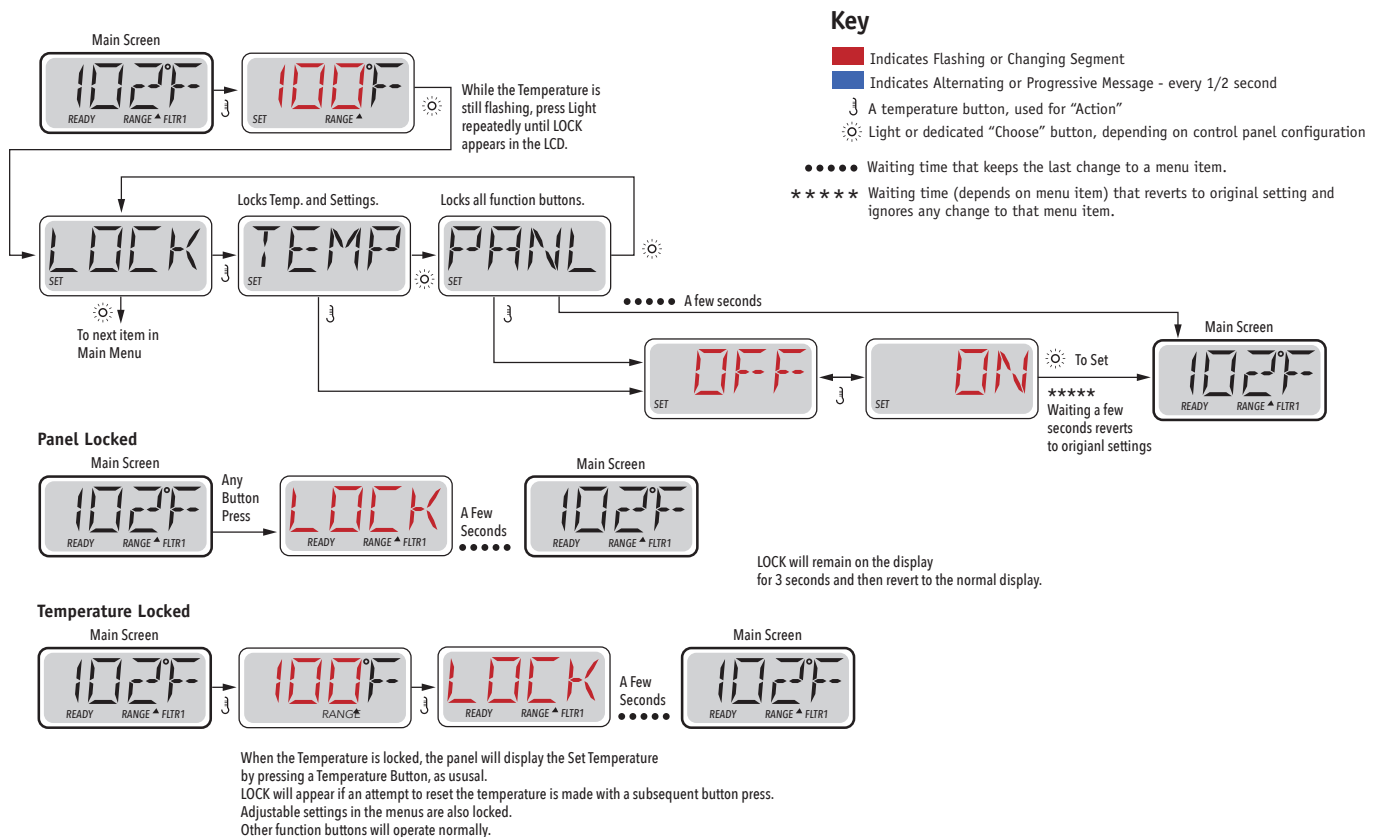 Main Screen
102°F
READY RANGE FLTR1
100°F
SET RANGE
While the Temperature is
still flashing, press Light
repeatedly until LOCK
appears in the LCD.
Key
Indicates Flashing or Changing Segment
Indicates Alternating or Progressive Message - every 1/2 second
A temperature button, used for “Action”
Light or dedicated “Choose” button, depending on control panel configuration
Waiting time that keeps the last change to a menu item.
***** Waiting time (depends on menu item) that reverts to original setting and
ignores any change to that menu item.
Locks Temp. and Settings.
Locks all function buttons.
LOCK
SET
TEMP
SET
PANL
SET
To next item in
Main Menu
A few seconds
OFF
SET
ON
SET
To Set
*****
Waiting a few
seconds reverts
to origianl settings
Main Screen
102°F
READY RANGE FLTR1
Panel Locked
Main Screen
102°F
READY RANGE FLTR1
Any
Button
Press
LOCK
READY RANGE FLTR1
A Few
Seconds
Main Screen
102°F
READY RANGE FLTR1
LOCK will remain on the display
for 3 seconds and then revert to the normal display.
Temperature Locked
Main Screen
102°F
READY RANGE FLTR1
100°F
RANGE
LOCK
READY RANGE FLTR1
A Few
Seconds
Main Screen
102°F
READY RANGE FLTR1
When the Temperature is locked, the panel will display the Set Temperature
by pressing a Temperature Button, as ususal.
LOCK will appear if an attempt to reset the temperature is made with a subsequent button press.
Adjustable settings in the menus are also locked.
Other function buttons will operate normally.